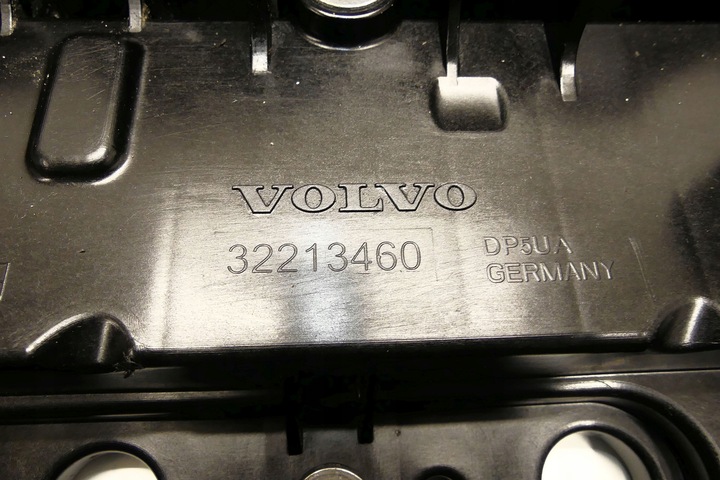 VOLVO
32213460
DP5UA
GERMANY